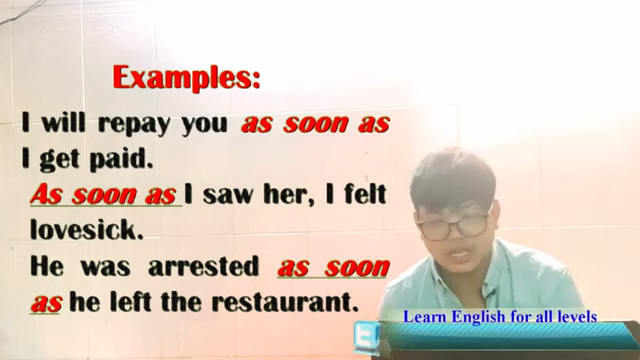 Examples:
I will repay you as soon as
I get paid.
As soon as I saw her, I felt
lovesick.
He was arrested as soon
as he left the restaurant.
Learn English for all levels
E